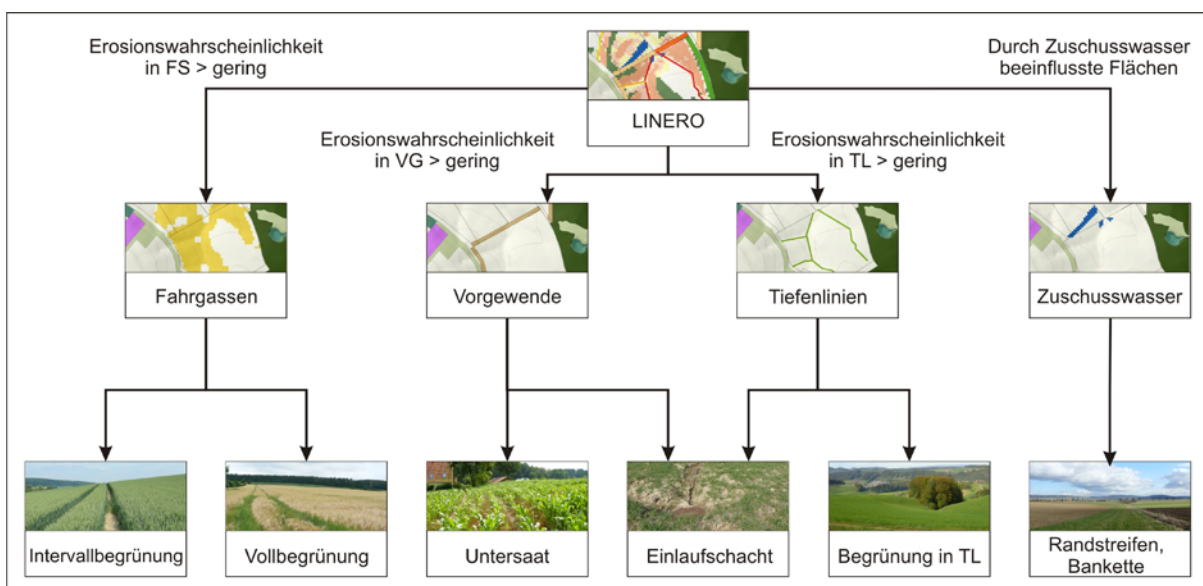 Erosionswahrscheinlichkeit
in FS > gering
Durch Zuschusswasser
beeinflusste Flächen
LINERO
Erosionswahrscheinlichkeit
in VG > gering
Erosionswahrscheinlichkeit
in TL > gering
Fahrgassen
Vorgewende
Tiefenlinien
Zuschusswasser
Intervallbegrünung
Vollbegrünung
Untersaat
Einlaufschacht
Begrünung in TL
Randstreifen,
Bankette